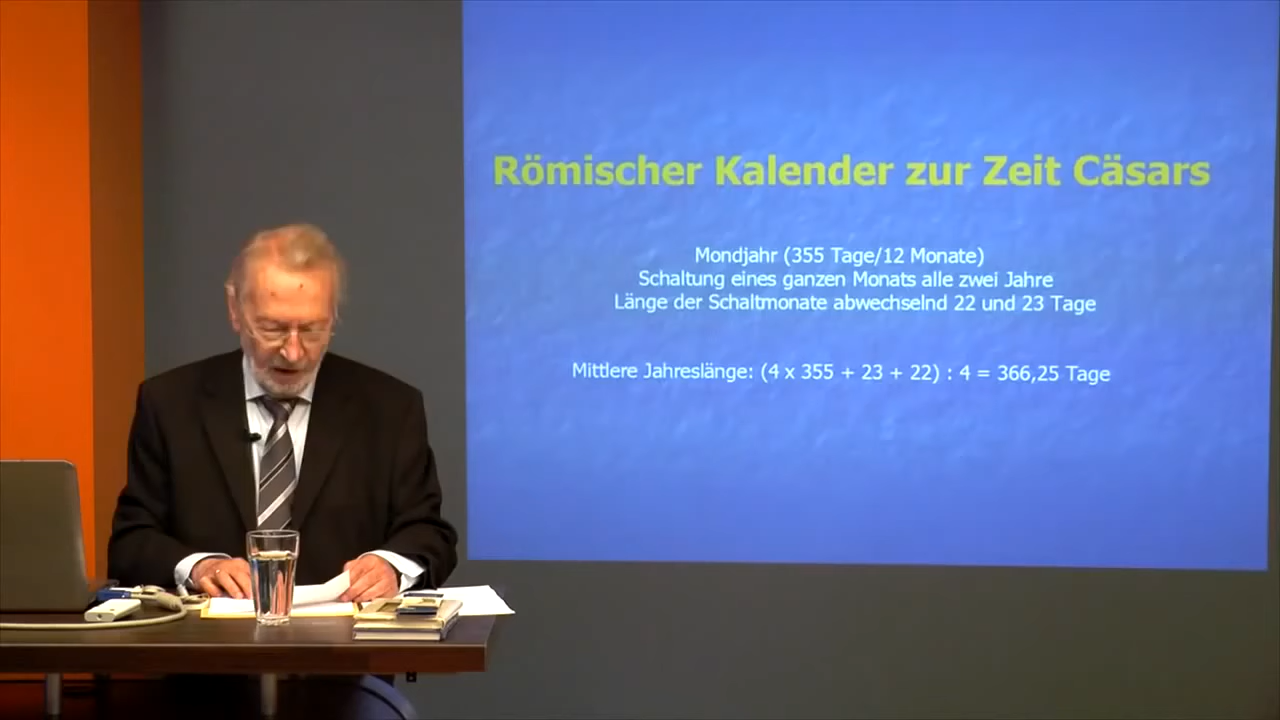 Römischer Kalender zur Zeit Cäsars
Mondjahr (355 Tage/12 Monate)
Schaltung eines ganzen Monats alle zwei Jahre
Länge der Schaltmonate abwechselnd 22 und 23 Tage
Mittlere Jahreslänge: (4 x 355 + 23 + 22) : 4 = 366,25 Tage